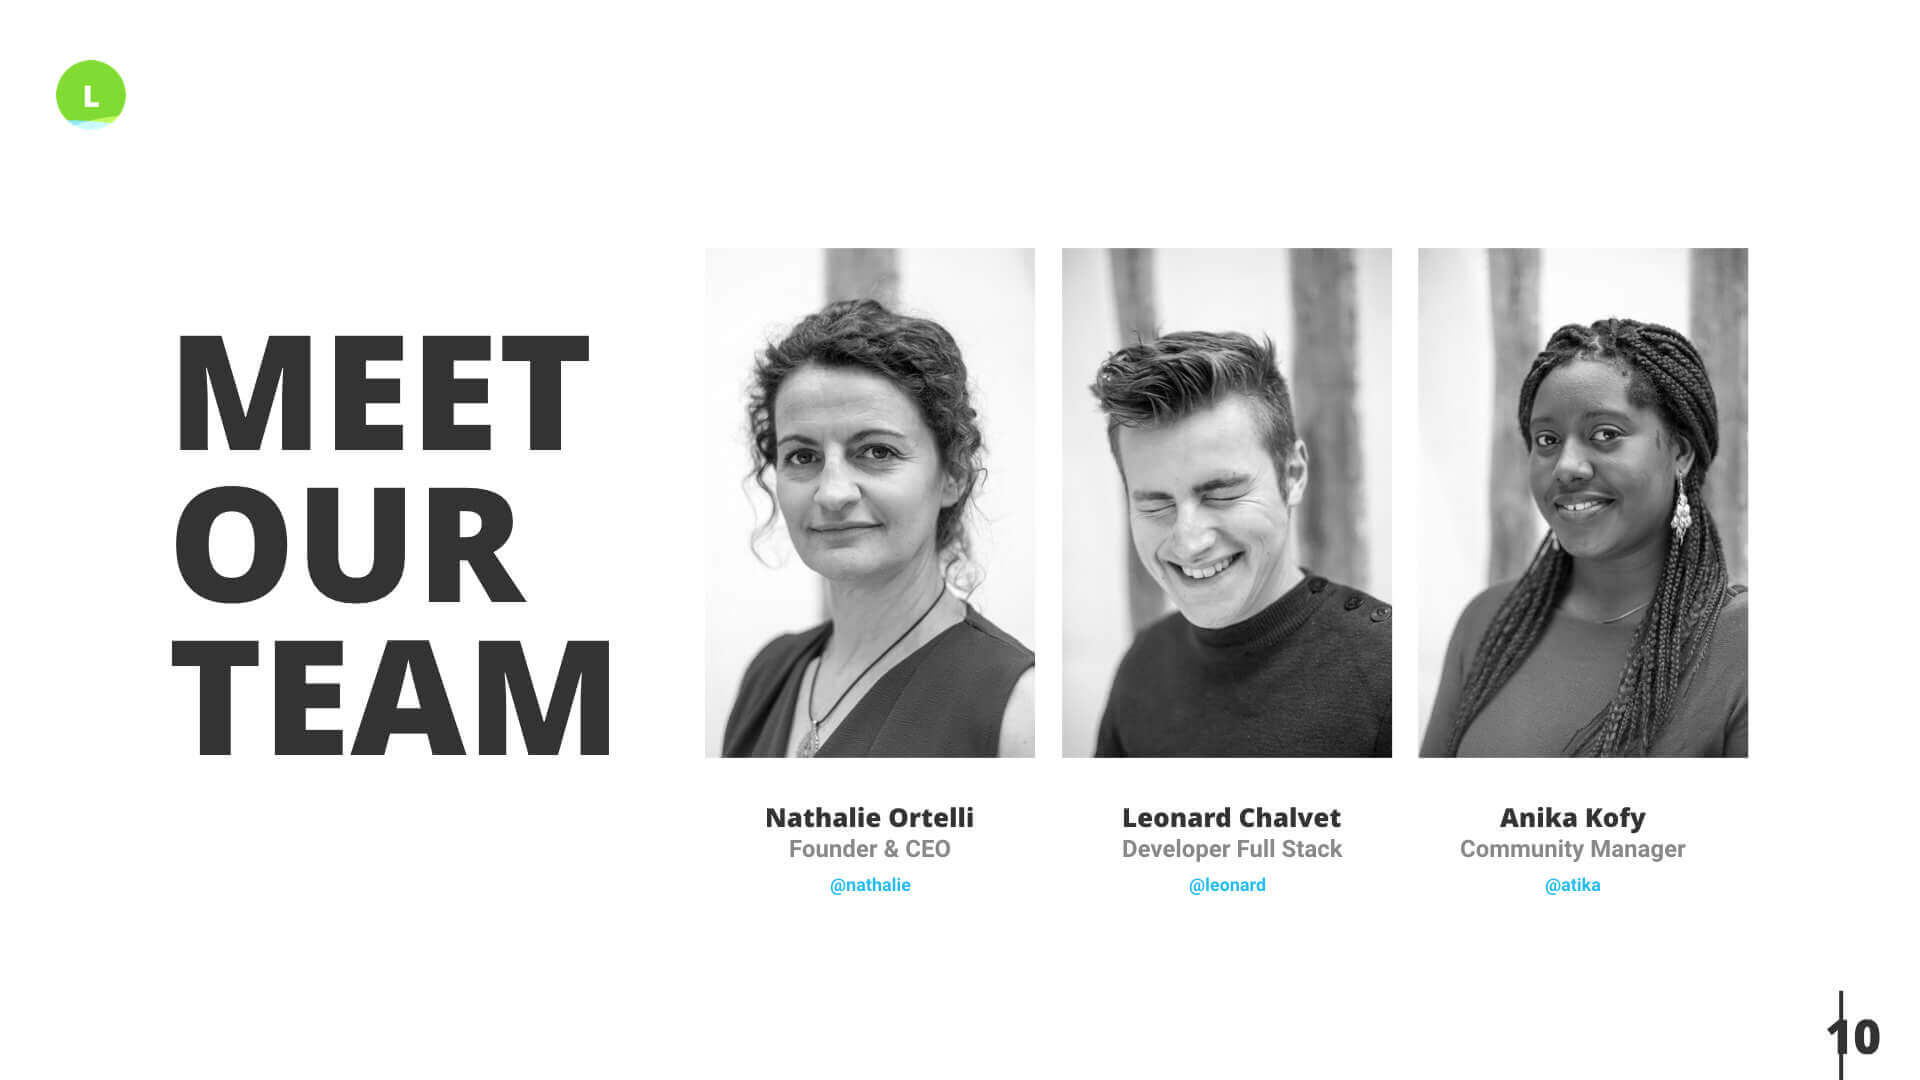 L
MEET
OUR
TEAM
Nathalie Ortelli
Founder & CEO
@nathalie
Leonard Chalvet
Developer Full Stack
@leonard
Anika Kofy
Community Manager
@atika
10